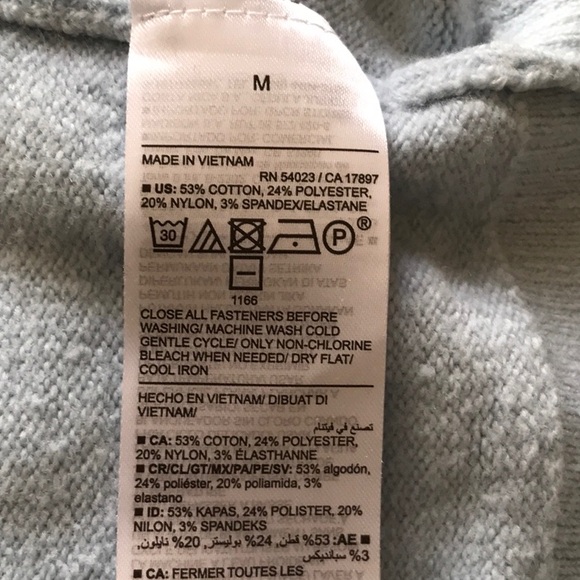 M
MADE IN VIETNAM
RN 54023 / CA 17897
■ US: 53% COTTON, 24% POLYESTER,
20% NYLON, 3% SPANDEX/ELASTANE
30 P ®
1166
CLOSE ALL FASTENERS BEFORE
WASHING/ MACHINE WASH COLD
GENTLE CYCLE/ ONLY NON-CHLORINE
BLEACH WHEN NEEDED/ DRY FLAT/
COOL IRON
HECHO EN VIETNAM/ DIBUAT DI
VIETNAM/
تصنع في فيتنام
■ CA: 53% COTON, 24% POLYESTER,
20% NYLON, 3% ÉLASTHANNE
■ CR/CL/GT/MX/PA/PE/SV: 53% algodón,
24% poliéster, 20% poliamida, 3%
elastano
■ ID: 53% KAPAS, 24% POLISTER, 20%
NILON, 3% SPANDEKS
■ AE: 53% قطن, 24% بوليستر, 20% نايلون,
3% سبانديكس
■ CA: FERMER TOUTES LES